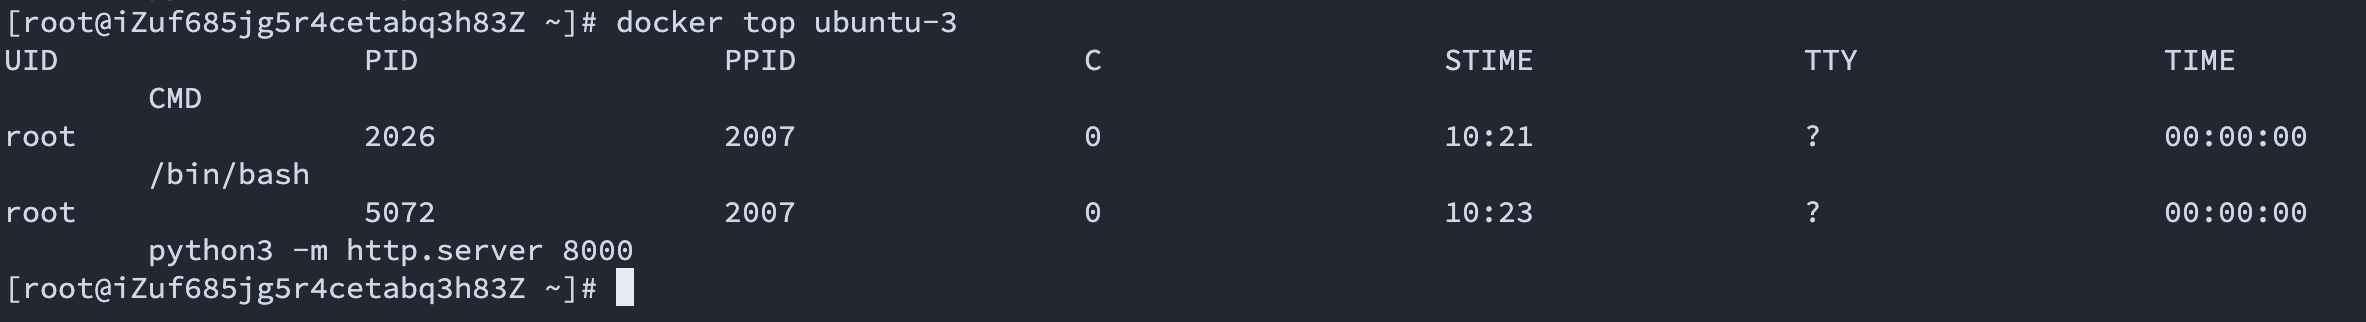 [root@iZuf685jg5r4cetabq3h83Z ~]# docker top ubuntu-3
UID PID PPID C STIME TTY TIME
CMD
root 2026 2007 0 10:21 ? 00:00:00
/bin/bash
root 5072 2007 0 10:23 ? 00:00:00
python3 -m http.server 8000
[root@iZuf685jg5r4cetabq3h83Z ~]#